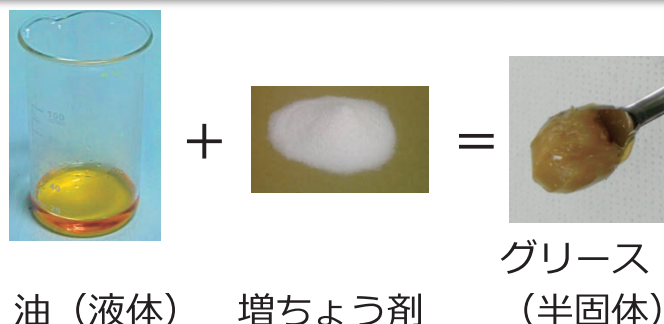 +
=
グリース
油（液体） 増ちょう剤 （半固体）